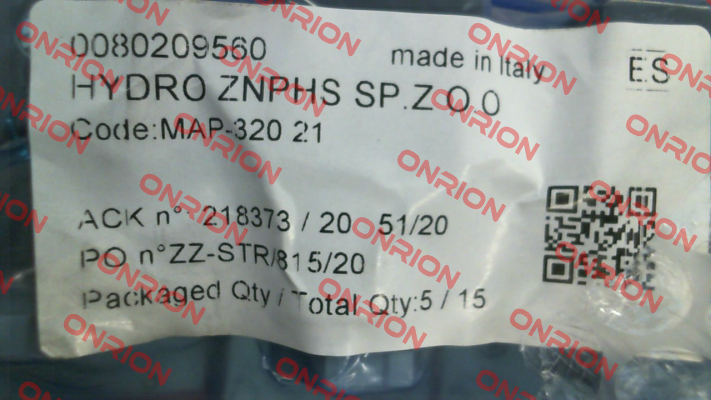 0080209560 made in Italy ES
HYDRO ZNPHS SP.Z.O.O
Code:MAP-320 21
ACK n°. 218373 / 20 51/20
PO n°ZZ-STR/815/20
Packaged Qty / Total Qty:5 / 15
ONRION